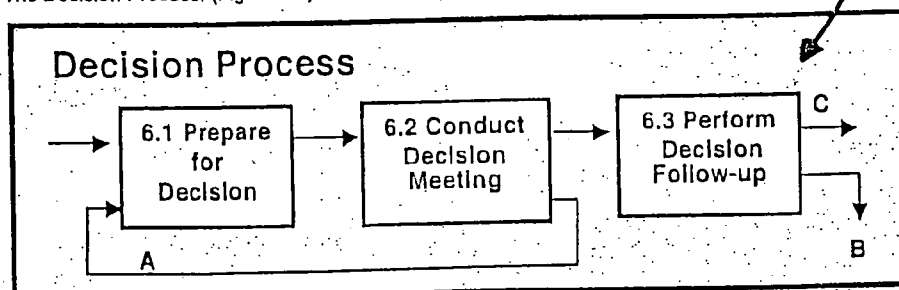 Decision Process
6.1 Prepare
for
Decision
6.2 Conduct
Decision
Meeting
6.3 Perform
Decision
Follow-up
C
A
B